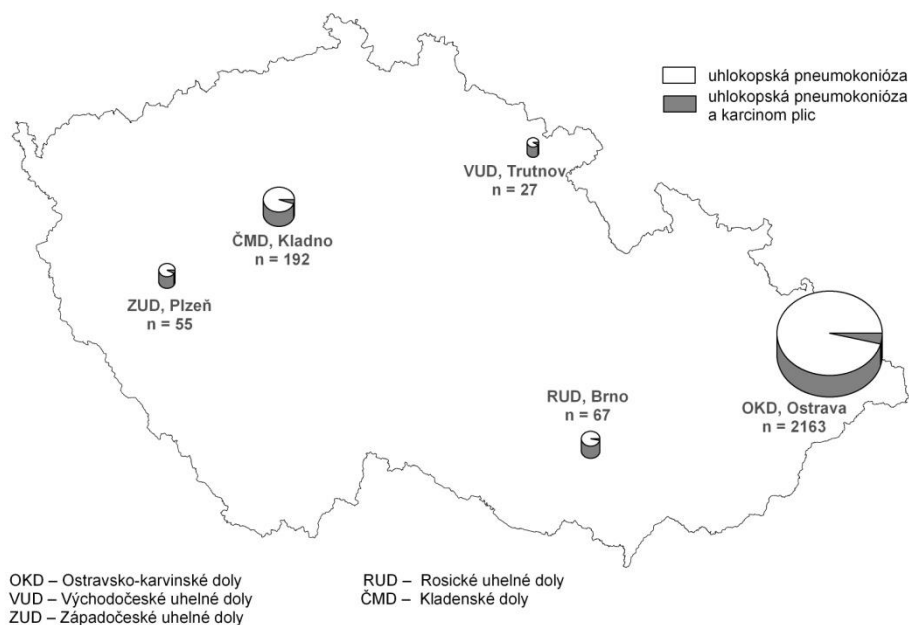 uhlokopská pneumokonióza
uhlokopská pneumokonióza
a karcinom plic
VUD, Trutnov
n = 27
ČMD, Kladno
n = 192
ZUD, Plzeň
n = 55
RUD, Brno
n = 67
OKD, Ostrava
n = 2163
OKD – Ostravsko-karvinské doly
VUD – Východočeské uhelné doly
ZUD – Západočeské uhelné doly
RUD – Rosické uhelné doly
ČMD – Kladenské doly